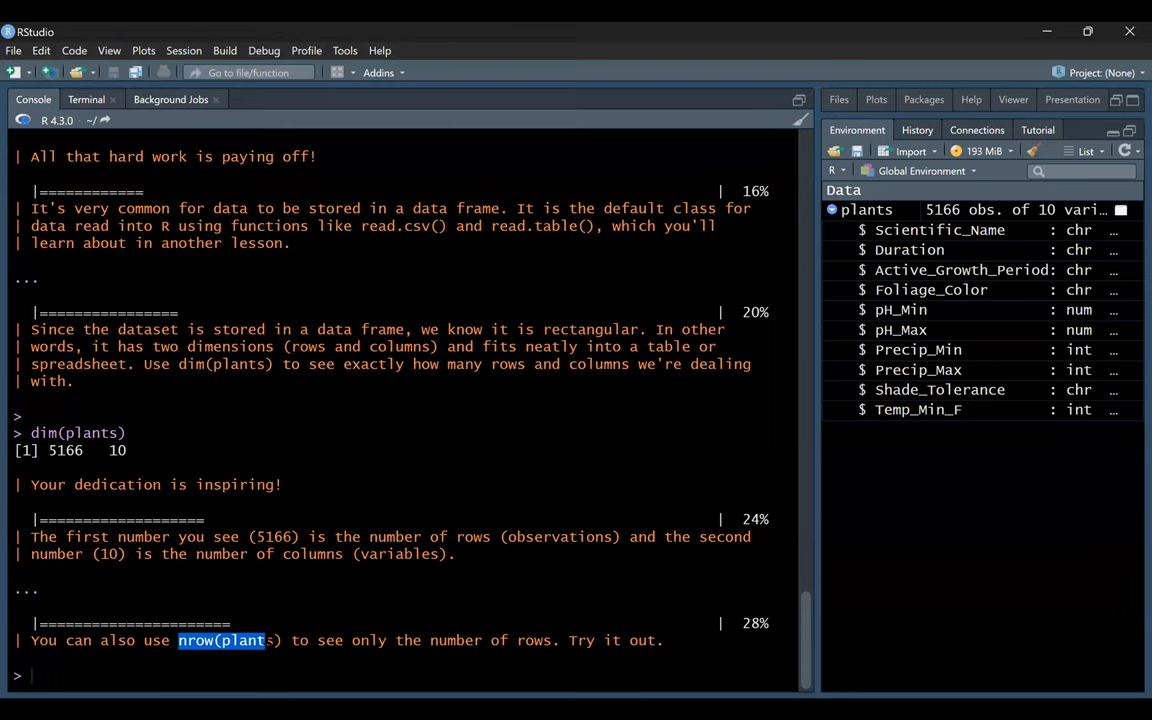 RStudio
File Edit Code View Plots Session Build Debug Profile Tools Help
Go to file/function Addins Project: (None)
Console Terminal Background Jobs
R 4.3.0 · ~/
| All that hard work is paying off!
|============ | 16%
| It's very common for data to be stored in a data frame. It is the default class for
| data read into R using functions like read.csv() and read.table(), which you'll
| learn about in another lesson.
...
|================ | 20%
| Since the dataset is stored in a data frame, we know it is rectangular. In other
| words, it has two dimensions (rows and columns) and fits neatly into a table or
| spreadsheet. Use dim(plants) to see exactly how many rows and columns we're dealing
| with.
>
> dim(plants)
[1] 5166 10
| Your dedication is inspiring!
|=================== | 24%
| The first number you see (5166) is the number of rows (observations) and the second
| number (10) is the number of columns (variables).
...
|====================== | 28%
| You can also use nrow(plants) to see only the number of rows. Try it out.
>
Files Plots Packages Help Viewer Presentation
Environment History Connections Tutorial
Import 193 MiB List
R Global Environment
Data
plants 5166 obs. of 10 vari…
$ Scientific_Name : chr …
$ Duration : chr …
$ Active_Growth_Period: chr …
$ Foliage_Color : chr …
$ pH_Min : num …
$ pH_Max : num …
$ Precip_Min : int …
$ Precip_Max : int …
$ Shade_Tolerance : chr …
$ Temp_Min_F : int …